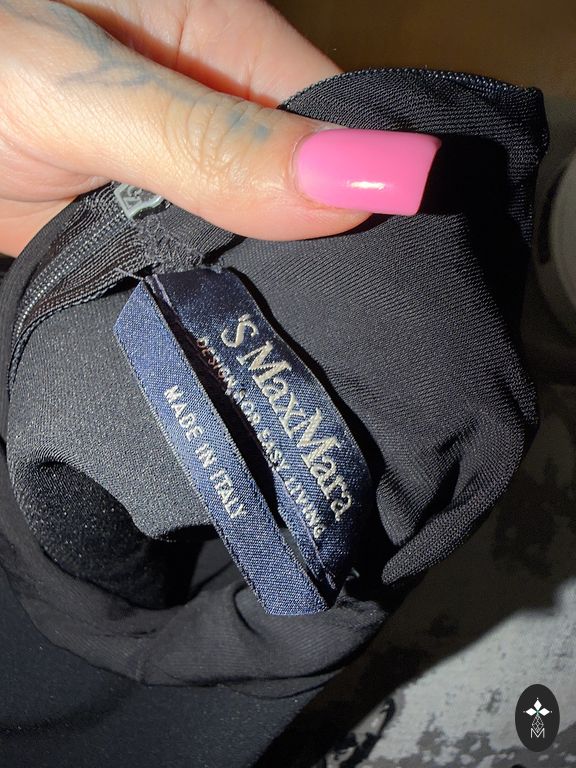 'S MaxMara
DESIGN FOR EASY LIVING
MADE IN ITALY
M